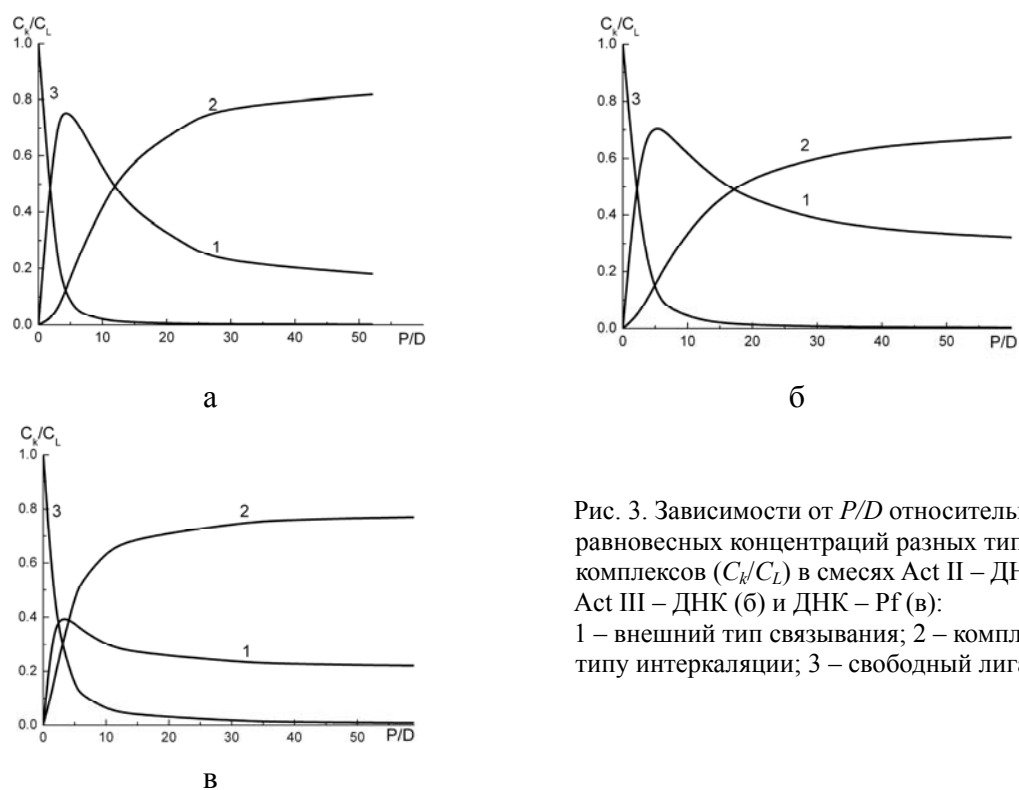 C_k/C_L
1.0
0.8
0.6
0.4
0.2
0.0
3
2
1
0 10 20 30 40 50 P/D
а
C_k/C_L
1.0
0.8
0.6
0.4
0.2
0.0
3
2
1
0 10 20 30 40 50 P/D
б
C_k/C_L
1.0
0.8
0.6
0.4
0.2
0.0
3
2
1
0 10 20 30 40 50 P/D
в
Рис. 3. Зависимости от P/D относитель
равновесных концентраций разных тип
комплексов (C_k/C_L) в смесях Act II – ДН
Act III – ДНК (б) и ДНК – Pf (в):
1 – внешний тип связывания; 2 – компл
типу интеркаляции; 3 – свободный лига